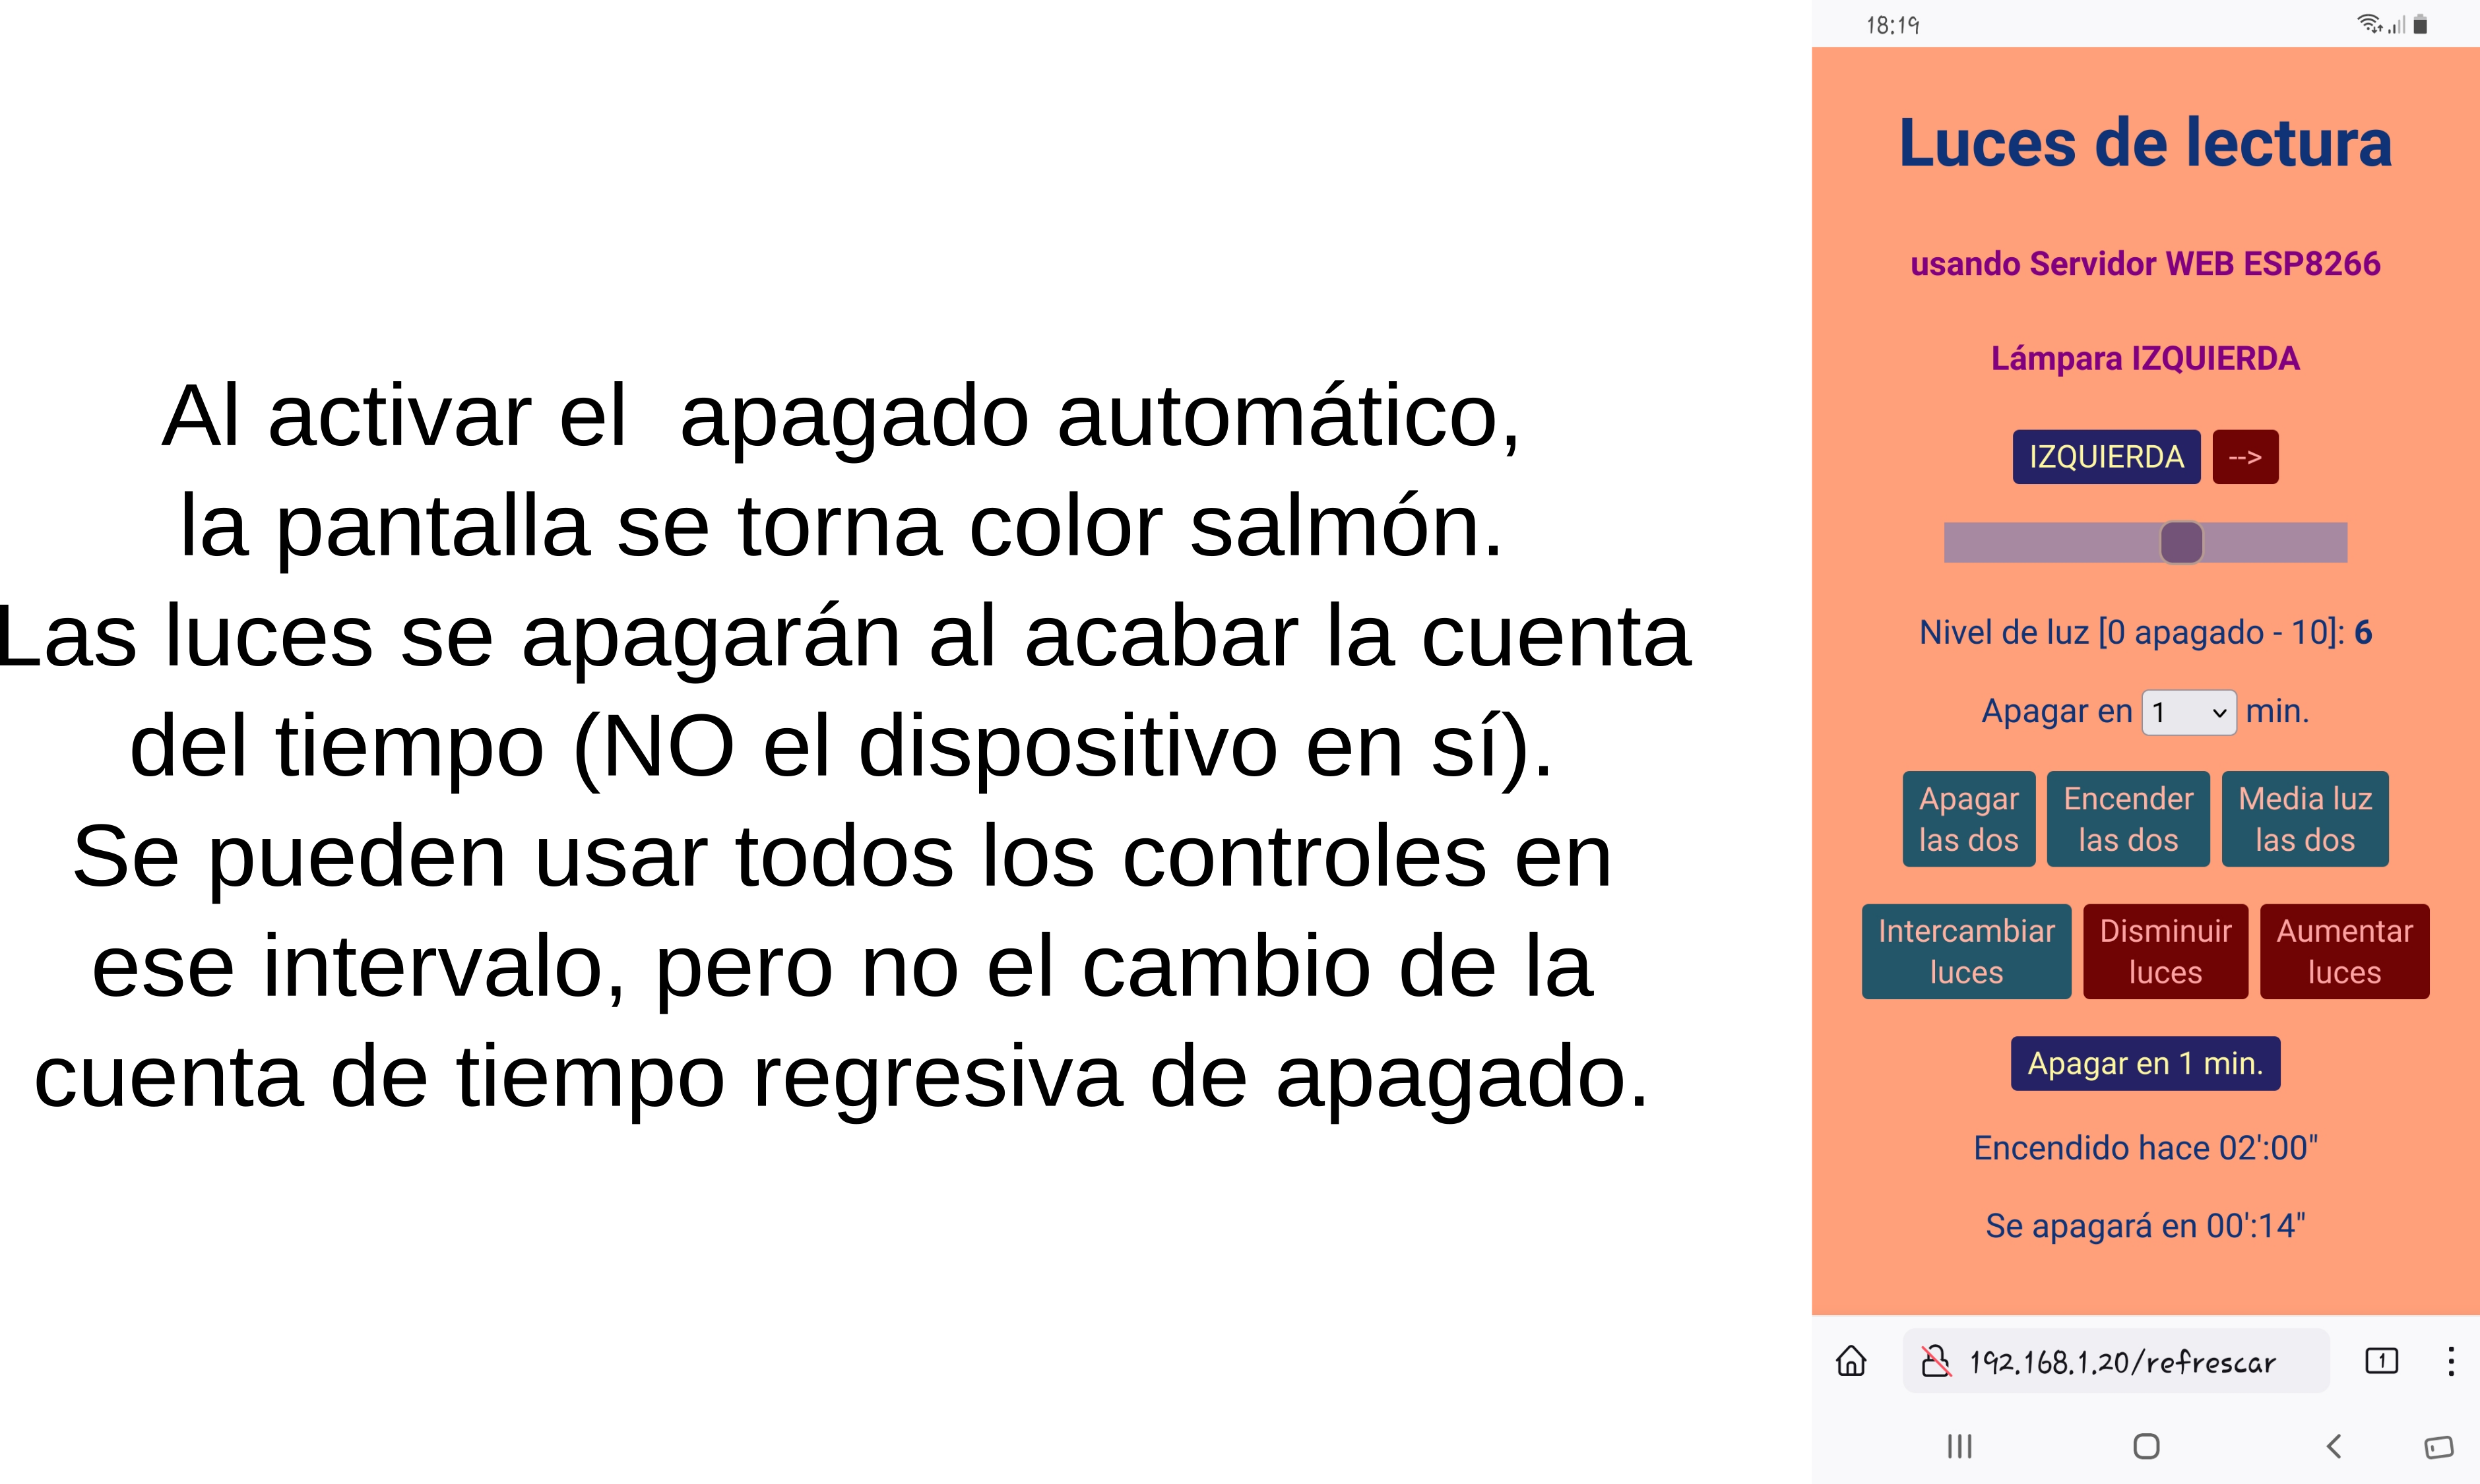 Al activar el  apagado automático,
la pantalla se torna color salmón.
Las luces se apagarán al acabar la cuenta
del tiempo (NO el dispositivo en sí).
Se pueden usar todos los controles en
ese intervalo, pero no el cambio de la
cuenta de tiempo regresiva de apagado.
18:19
Luces de lectura
usando Servidor WEB ESP8266
Lámpara IZQUIERDA
IZQUIERDA -->
Nivel de luz [0 apagado - 10]: 6
Apagar en 1 min.
Apagar
las dos
Encender
las dos
Media luz
las dos
Intercambiar
luces
Disminuir
luces
Aumentar
luces
Apagar en 1 min.
Encendido hace 02':00"
Se apagará en 00':14"
192.168.1.20/refrescar
1